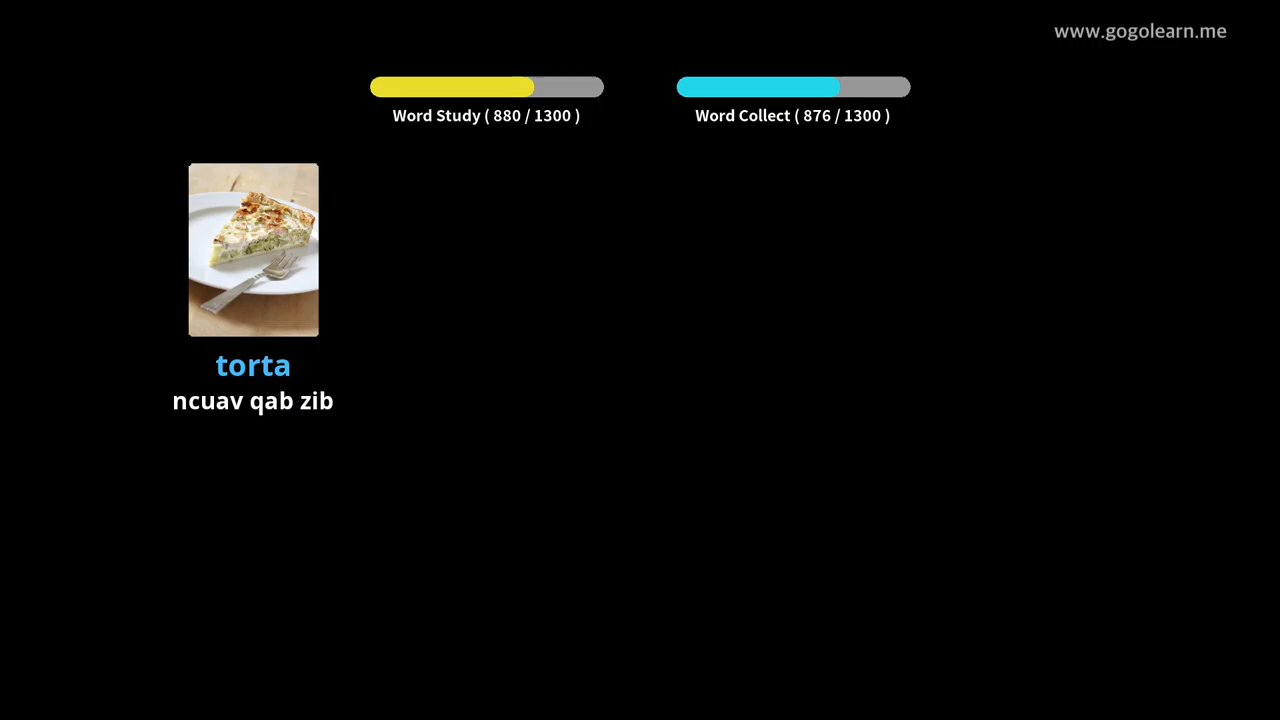 www.gogolearn.me
Word Study ( 880 / 1300 )
Word Collect ( 876 / 1300 )
torta
ncuav qab zib